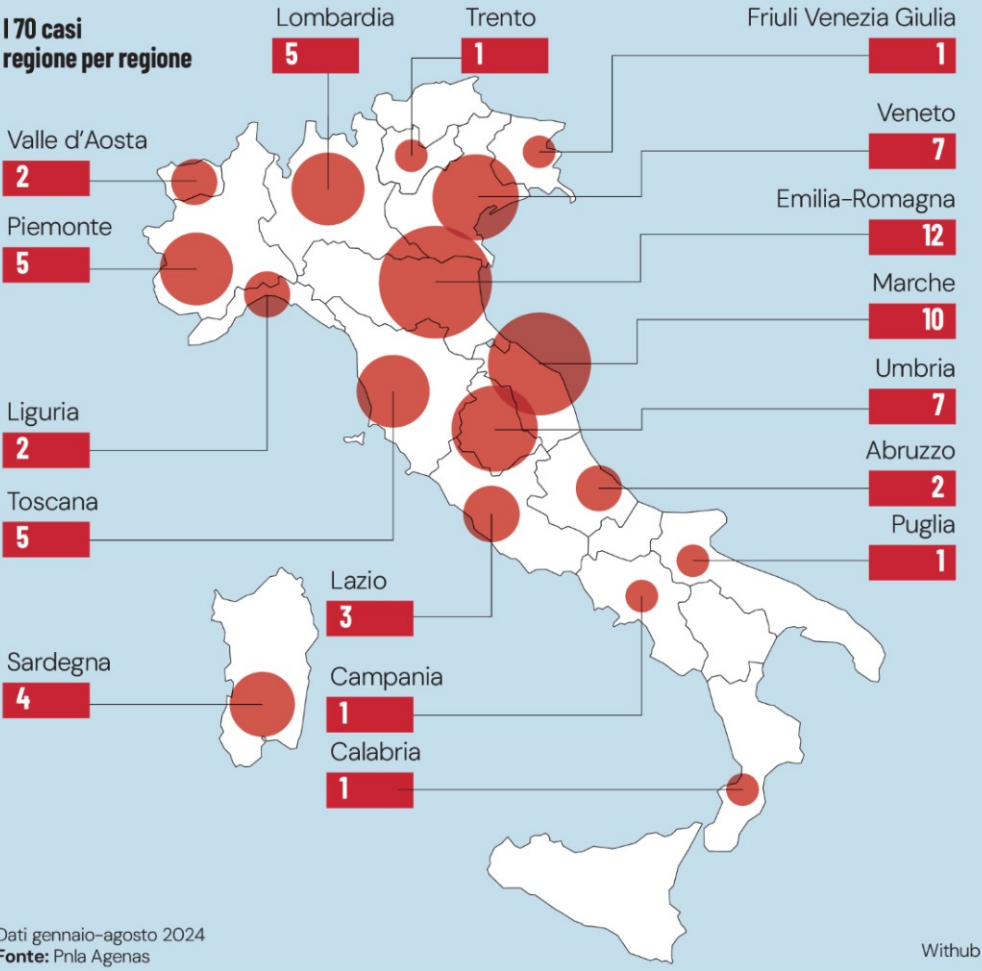 I 70 casi
regione per regione
Lombardia
5
Trento
1
Friuli Venezia Giulia
1
Valle d'Aosta
2
Veneto
7
Piemonte
5
Emilia-Romagna
12
Marche
10
Umbria
7
Liguria
2
Abruzzo
2
Toscana
5
Puglia
1
Lazio
3
Sardegna
4
Campania
1
Calabria
1
Dati gennaio-agosto 2024
Fonte: Pnla Agenas
Withub